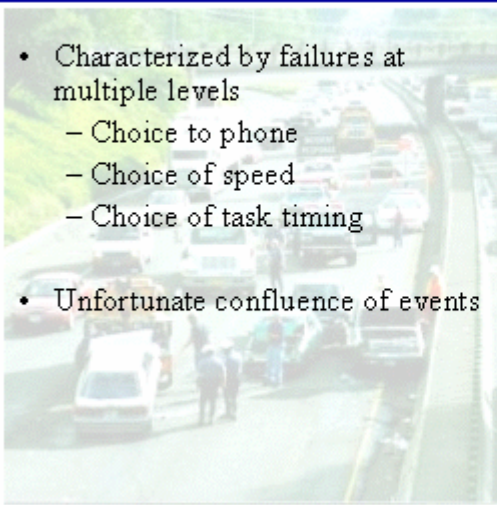 • Characterized by failures at
multiple levels
– Choice to phone
– Choice of speed
– Choice of task timing
• Unfortunate confluence of events